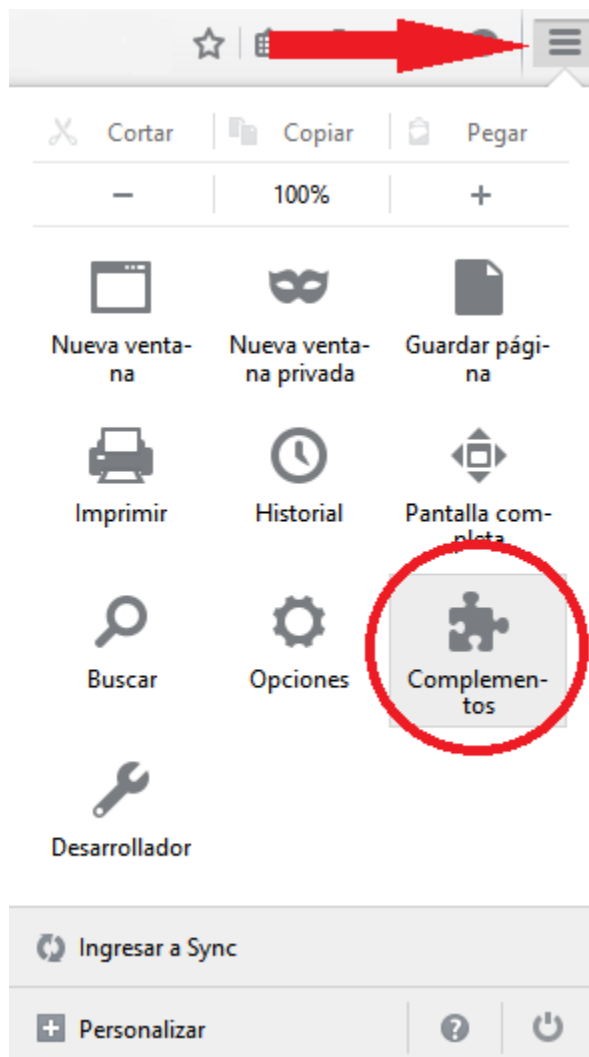 Cortar Copiar Pegar
− 100% +
Nueva venta- Nueva venta- Guardar pági-
na na privada na
Imprimir Historial Pantalla com-
pleta
Buscar Opciones Complemen-
tos
Desarrollador
Ingresar a Sync
Personalizar